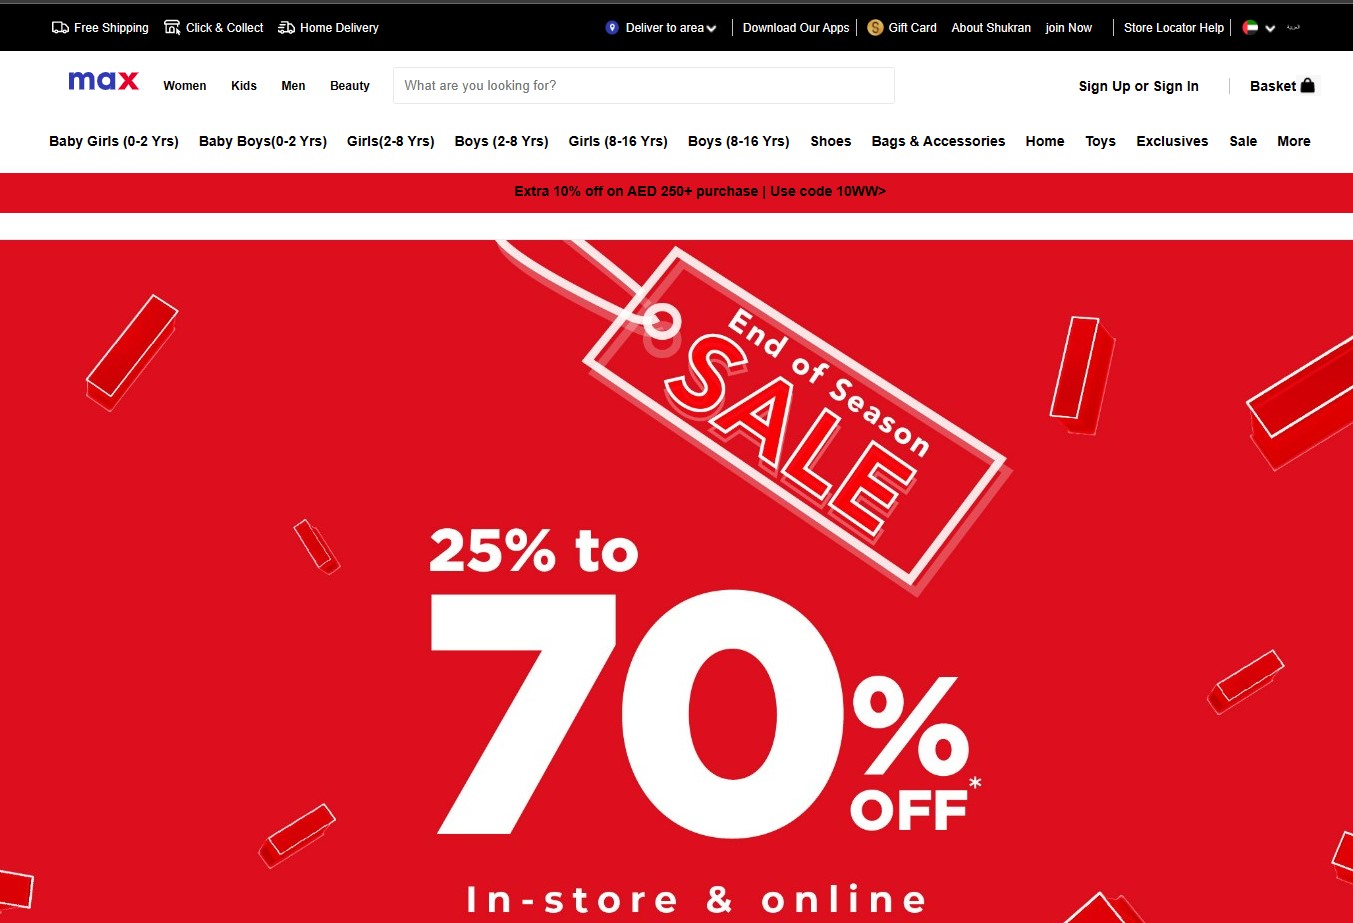 Free Shipping Click & Collect Home Delivery Deliver to area Download Our Apps Gift Card About Shukran join Now Store Locator Help
max Women Kids Men Beauty What are you looking for? Sign Up or Sign In Basket
Baby Girls (0-2 Yrs) Baby Boys(0-2 Yrs) Girls(2-8 Yrs) Boys (2-8 Yrs) Girls (8-16 Yrs) Boys (8-16 Yrs) Shoes Bags & Accessories Home Toys Exclusives Sale More
Extra 10% off on AED 250+ purchase | Use code 10WW>
End of Season
SALE
25% to
70%
OFF*
In-store & online